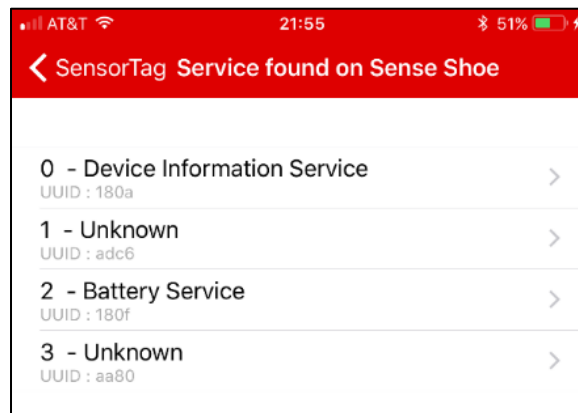 AT&T 21:55 51%
SensorTag Service found on Sense Shoe
0 - Device Information Service
UUID : 180a
1 - Unknown
UUID : adc6
2 - Battery Service
UUID : 180f
3 - Unknown
UUID : aa80